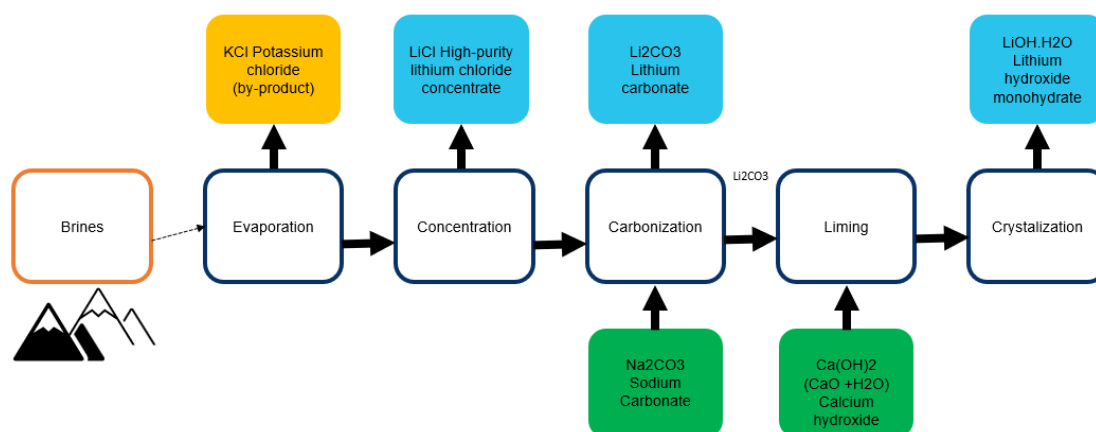 KCl Potassium
chloride
(by-product)
LiCl High-purity
lithium chloride
concentrate
Li2CO3
Lithium
carbonate
LiOH.H2O
Lithium
hydroxide
monohydrate
Brines
Evaporation
Concentration
Carbonization
Li2CO3
Liming
Crystalization
Na2CO3
Sodium
Carbonate
Ca(OH)2
(CaO +H2O)
Calcium
hydroxide